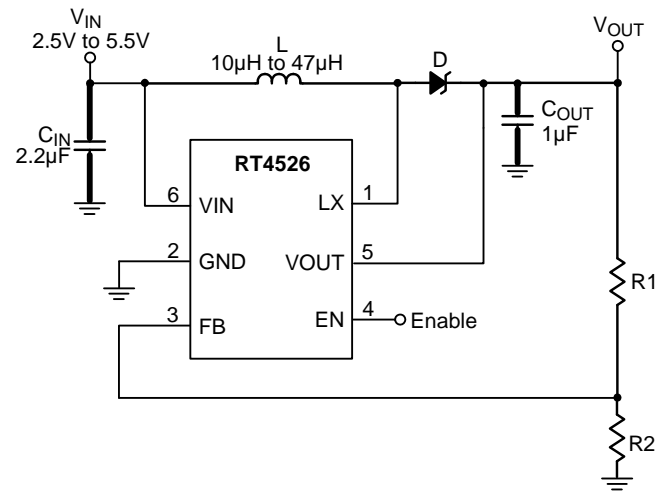 VIN
2.5V to 5.5V
L
10µH to 47µH
D
VOUT
CIN
2.2µF
COUT
1µF
RT4526
6
VIN
LX
1
2
GND
VOUT
5
3
FB
EN
4
Enable
R1
R2